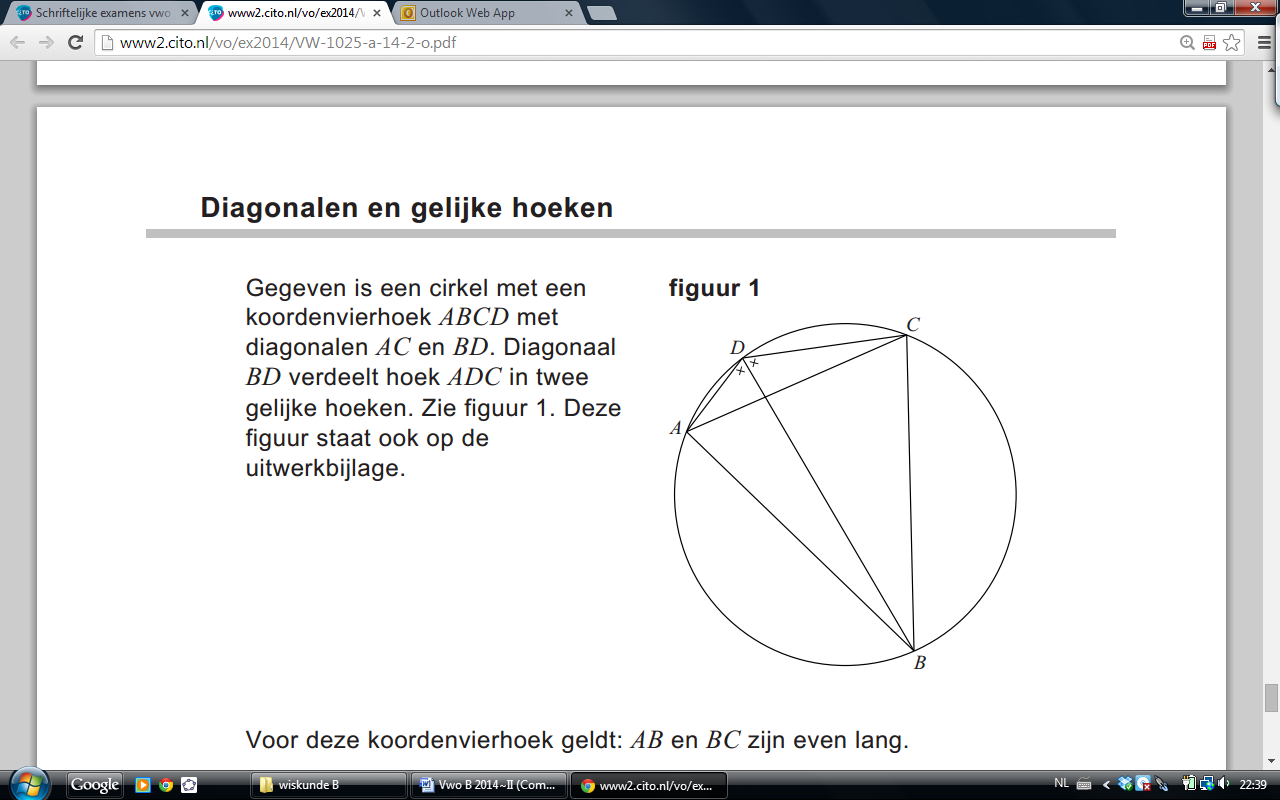 Schriftelijke examens vwo
www2.cito.nl/vo/ex2014/V
Outlook Web App
www2.cito.nl/vo/ex2014/VW-1025-a-14-2-o.pdf
Diagonalen en gelijke hoeken
Gegeven is een cirkel met een
koordenvierhoek ABCD met
diagonalen AC en BD. Diagonaal
BD verdeelt hoek ADC in twee
gelijke hoeken. Zie figuur 1. Deze
figuur staat ook op de
uitwerkbijlage.
figuur 1
C
D
A
B
Voor deze koordenvierhoek geldt: AB en BC zijn even lang.
Google
wiskunde B
Vwo B 2014~II (Com...
www2.cito.nl/vo/ex...
NL
22:39